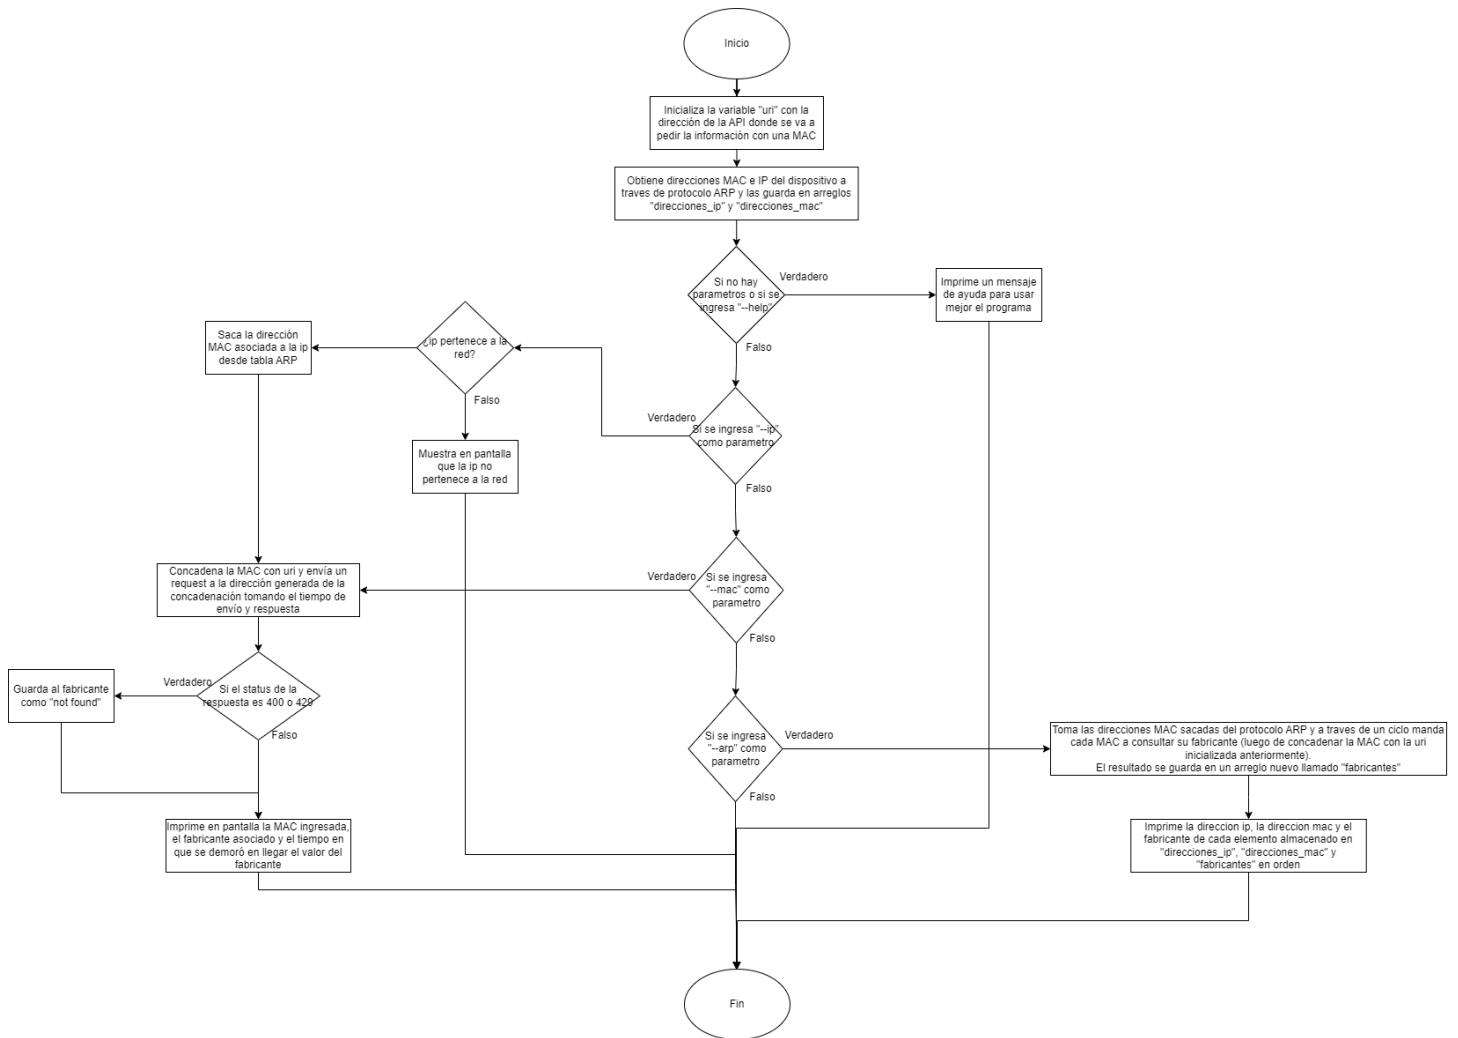 Inicio
Inicializa la variable "uri" con la
dirección de la API donde se va a
pedir la información con una MAC
Obtiene direcciones MAC e IP del dispositivo a
traves de protocolo ARP y las guarda en arreglos
"direcciones_ip" y "direcciones_mac"
Si no hay
parametros o si se
ingresa "--help"
Verdadero
Imprime un mensaje
de ayuda para usar
mejor el programa
Falso
¿ip pertenece a la
red?
Saca la dirección
MAC asociada a la ip
desde tabla ARP
Falso
Verdadero
Si se ingresa "--ip"
como parametro
Muestra en pantalla
que la ip no
pertenece a la red
Falso
Concadena la MAC con uri y envía un
request a la dirección generada de la
concadenación tomando el tiempo de
envío y respuesta
Verdadero
Si se ingresa
"--mac" como
parametro
Falso
Verdadero
Si el status de la
respuesta es 400 o 429
Guarda al fabricante
como "not found"
Falso
Si se ingresa
"--arp" como
parametro
Verdadero
Toma las direcciones MAC sacadas del protocolo ARP y a traves de un ciclo manda
cada MAC a consultar su fabricante (luego de concadenar la MAC con la uri
inicializada anteriormente).
El resultado se guarda en un arreglo nuevo llamado "fabricantes"
Falso
Imprime en pantalla la MAC ingresada,
el fabricante asociado y el tiempo en
que se demoró en llegar el valor del
fabricante
Imprime la direccion ip, la direccion mac y el
fabricante de cada elemento almacenado en
"direcciones_ip", "direcciones_mac" y
"fabricantes" en orden
Fin